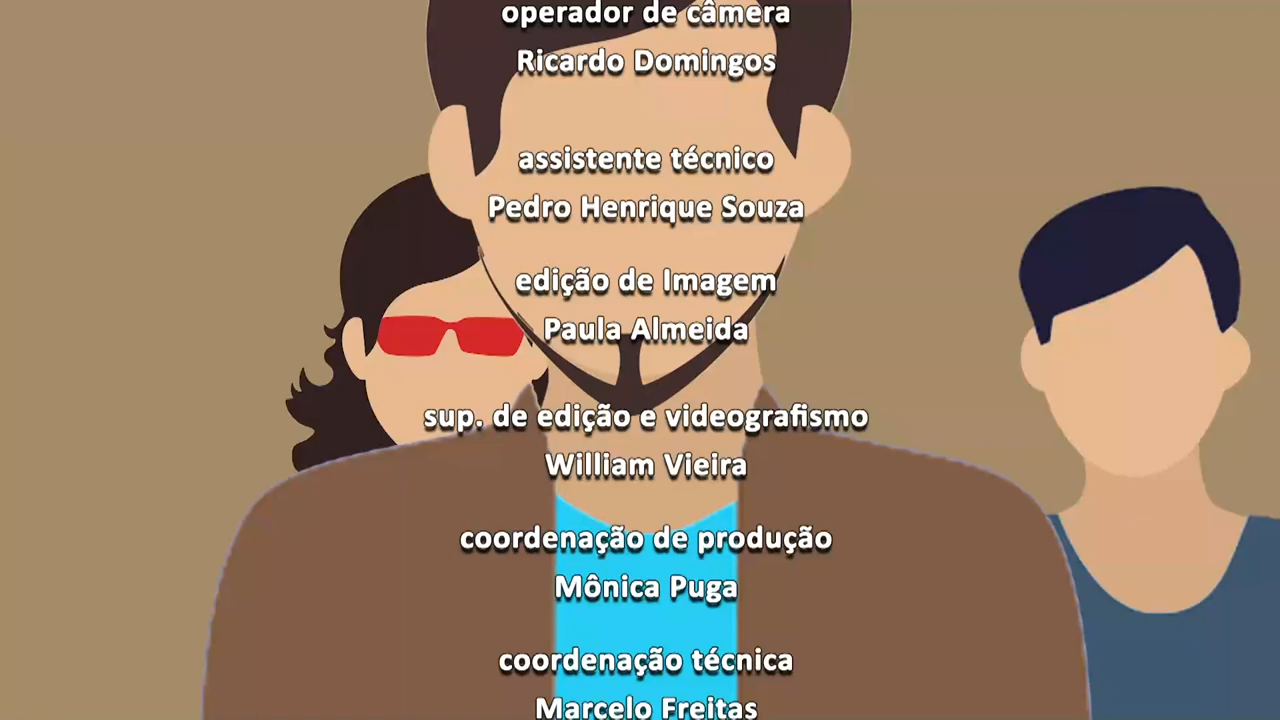 operador de câmera
Ricardo Domingos
assistente técnico
Pedro Henrique Souza
edição de Imagem
Paula Almeida
sup. de edição e videografismo
William Vieira
coordenação de produção
Mônica Puga
coordenação técnica
Marcelo Freitas